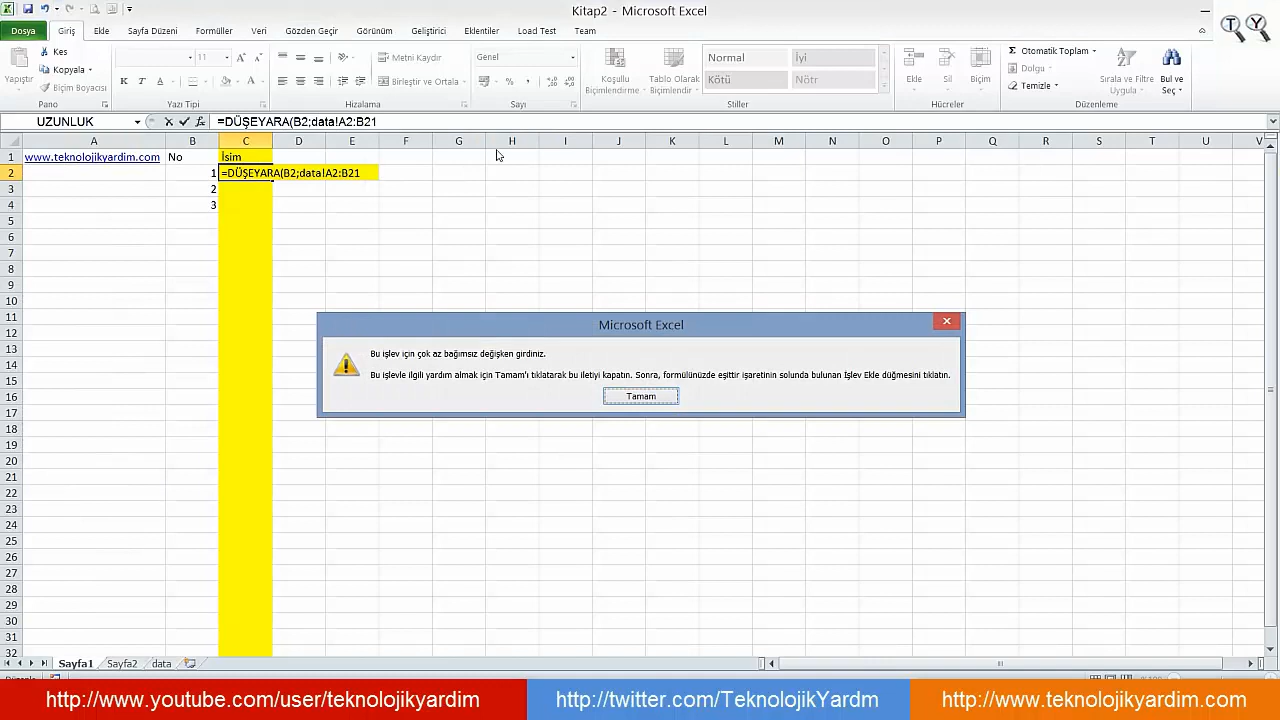 Kitap2 - Microsoft Excel
T Y
Dosya Giriş Ekle Sayfa Düzeni Formüller Veri Gözden Geçir Görünüm Geliştirici Eklentiler Load Test Team
Yapıştır
Kes
Kopyala
Biçim Boyacısı
Pano
11
K T A
Yazı Tipi
Metni Kaydır
Birleştir ve Ortala
Hizalama
Genel
%
Sayı
Koşullu Biçimlendirme
Tablo Olarak Biçimlendir
Normal İyi
Kötü Nötr
Stiller
Ekle Sil Biçim
Hücreler
Σ Otomatik Toplam
Dolgu
Temizle
Sırala ve Filtre Uygula
Bul ve Seç
Düzenleme
UZUNLUK fx =DÜŞEYARA(B2;data!A2:B21
A B C D E F G H I J K L M N O P Q R S T U V
1 www.teknolojikyardim.com No İsim
2 1 =DÜŞEYARA(B2;data!A2:B21
3 2
4 3
5
6
7
8
9
10
11
12
13
14
15
16
17
18
19
20
21
22
23
24
25
26
27
28
29
30
31
32
Microsoft Excel
Bu işlev için çok az bağımsız değişken girdiniz.
Bu işlevle ilgili yardım almak için Tamam'ı tıklatarak bu iletiyi kapatın. Sonra, formülünüzde eşittir işaretinin solunda bulunan İşlev Ekle düğmesini tıklatın.
Tamam
Sayfa1 Sayfa2 data
http://www.youtube.com/user/teknolojikyardim
http://twitter.com/TeknolojikYardm
http://www.teknolojikyardim.com